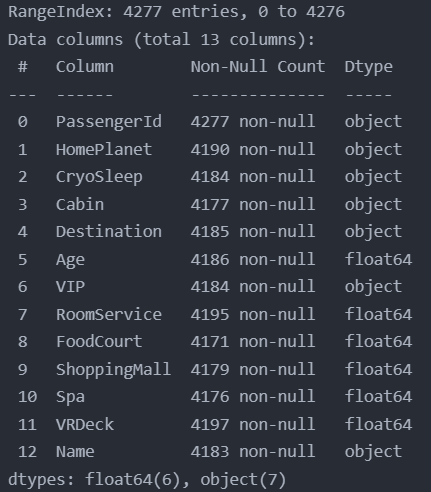 RangeIndex: 4277 entries, 0 to 4276
Data columns (total 13 columns):
 #   Column        Non-Null Count  Dtype
---  ------        --------------  -----
 0   PassengerId   4277 non-null   object
 1   HomePlanet    4190 non-null   object
 2   CryoSleep     4184 non-null   object
 3   Cabin         4177 non-null   object
 4   Destination   4185 non-null   object
 5   Age           4186 non-null   float64
 6   VIP           4184 non-null   object
 7   RoomService   4195 non-null   float64
 8   FoodCourt     4171 non-null   float64
 9   ShoppingMall  4179 non-null   float64
 10  Spa           4176 non-null   float64
 11  VRDeck        4197 non-null   float64
 12  Name          4183 non-null   object
dtypes: float64(6), object(7)